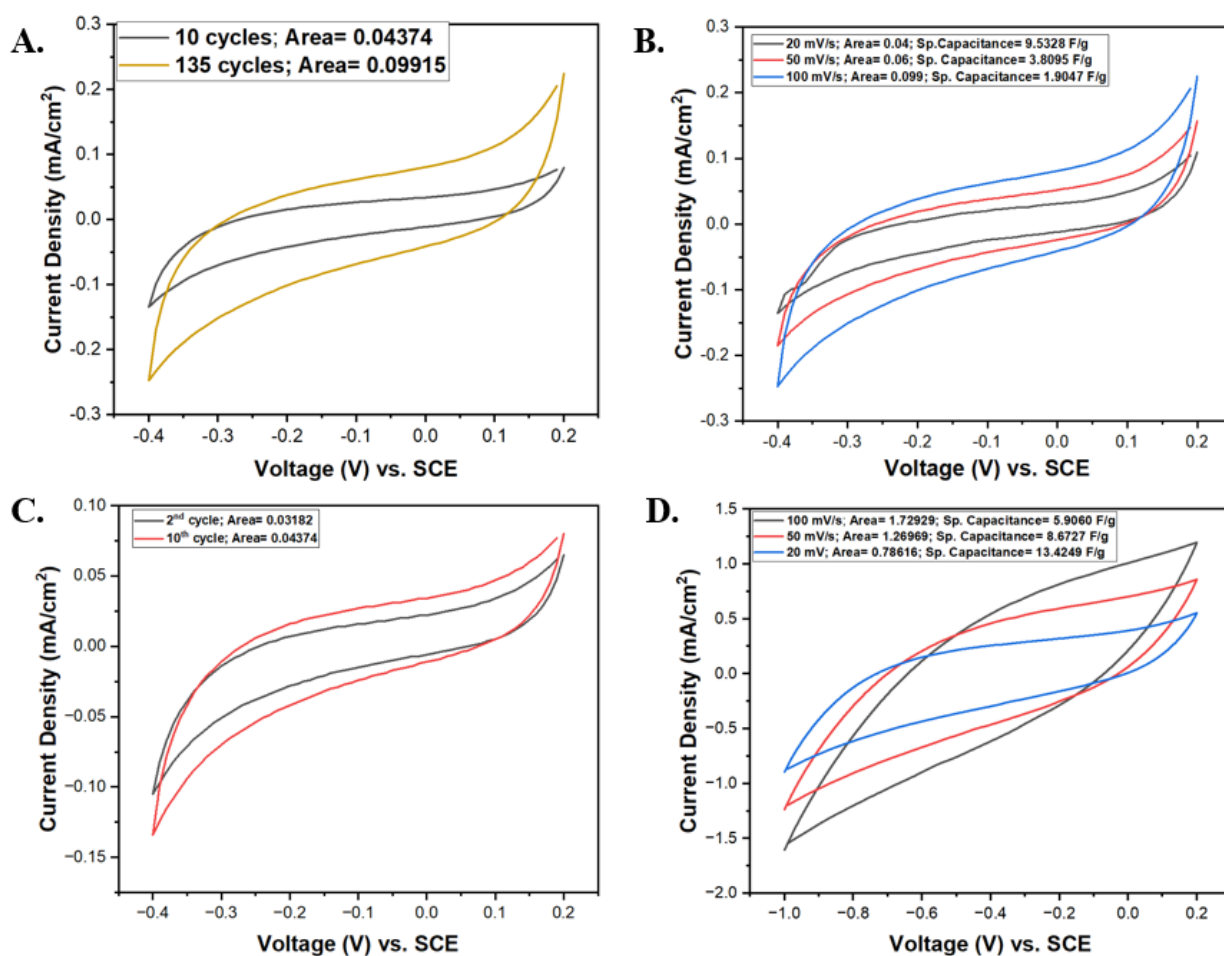 A.
10 cycles; Area= 0.04374
135 cycles; Area= 0.09915
0.3
0.2
0.1
0.0
-0.1
-0.2
-0.3
Current Density (mA/cm²)
-0.4 -0.3 -0.2 -0.1 0.0 0.1 0.2
Voltage (V) vs. SCE
B.
20 mV/s; Area= 0.04; Sp.Capacitance= 9.5328 F/g
50 mV/s; Area= 0.06; Sp. Capacitance= 3.8095 F/g
100 mV/s; Area= 0.099; Sp. Capacitance= 1.9047 F/g
0.3
0.2
0.1
0.0
-0.1
-0.2
-0.3
Current Density (mA/cm²)
-0.4 -0.3 -0.2 -0.1 0.0 0.1 0.2
Voltage (V) vs. SCE
C.
2nd cycle; Area= 0.03182
10th cycle; Area= 0.04374
0.10
0.05
0.00
−0.05
−0.10
−0.15
Current Density (mA/cm²)
−0.4 −0.3 −0.2 −0.1 0.0 0.1 0.2
Voltage (V) vs. SCE
D.
100 mV/s; Area= 1.72929; Sp. Capacitance= 5.9060 F/g
50 mV/s; Area= 1.26969; Sp. Capacitance= 8.6727 F/g
20 mV; Area= 0.78616; Sp. Capacitance= 13.4249 F/g
1.5
1.0
0.5
0.0
−0.5
−1.0
−1.5
−2.0
Current Density (mA/cm²)
−1.0 −0.8 −0.6 −0.4 −0.2 0.0 0.2
Voltage (V) vs. SCE